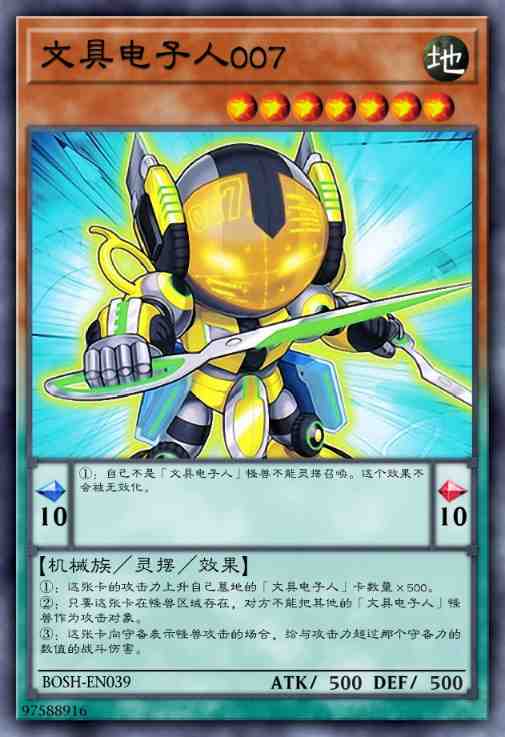 文具电子人007
地
007
①：自己不是「文具电子人」怪兽不能灵摆召唤。这个效果不
会被无效化。
10
10
【机械族／灵摆／效果】
①：这张卡的攻击力上升自己墓地的「文具电子人」卡数量×500。
②：只要这张卡在怪兽区域存在，对方不能把其他的「文具电子人」怪
兽作为攻击对象。
③：这张卡向守备表示怪兽攻击的场合，给与攻击力超过那个守备力的
数值的战斗伤害。
BOSH-EN039
ATK/ 500 DEF/ 500
97588916